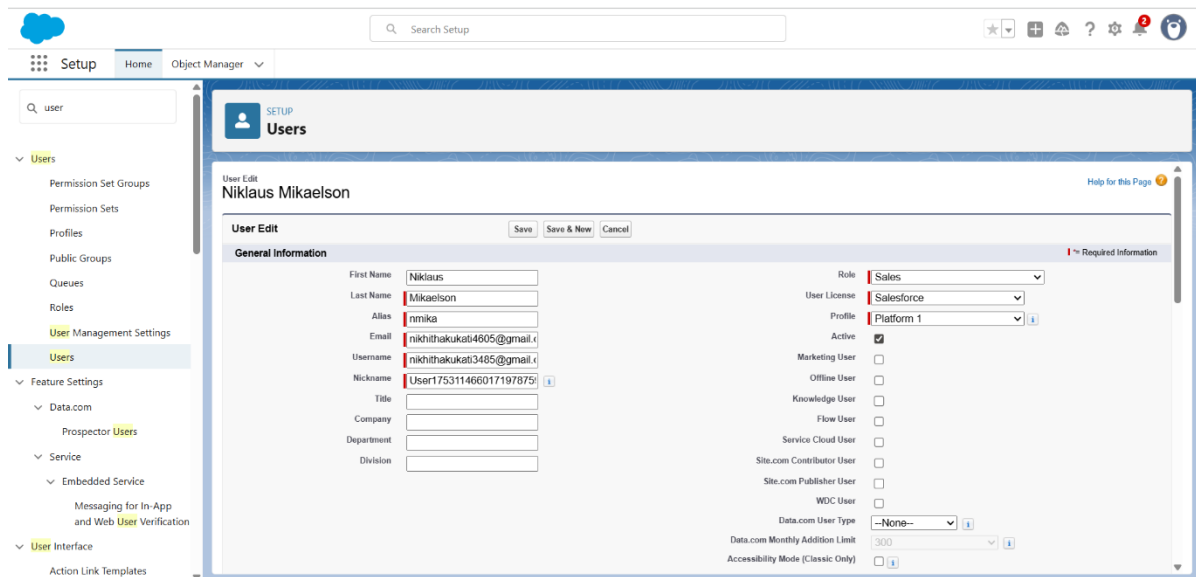 Search Setup
2
Setup
Home
Object Manager
user
Users
Permission Set Groups
Permission Sets
Profiles
Public Groups
Queues
Roles
User Management Settings
Users
Feature Settings
Data.com
Prospector Users
Service
Embedded Service
Messaging for In-App
and Web User Verification
User Interface
Action Link Templates
SETUP
Users
User Edit
Niklaus Mikaelson
Help for this Page ?
User Edit
Save
Save & New
Cancel
General Information
= Required Information
First Name Niklaus
Last Name Mikaelson
Alias nmika
Email nikhithakukati4605@gmail.c
Username nikhithakukati3485@gmail.c
Nickname User175311466017197875 i
Title
Company
Department
Division
Role Sales
User License Salesforce
Profile Platform 1 i
Active
Marketing User
Offline User
Knowledge User
Flow User
Service Cloud User
Site.com Contributor User
Site.com Publisher User
WDC User
Data.com User Type --None-- i
Data.com Monthly Addition Limit 300 i
Accessibility Mode (Classic Only) i